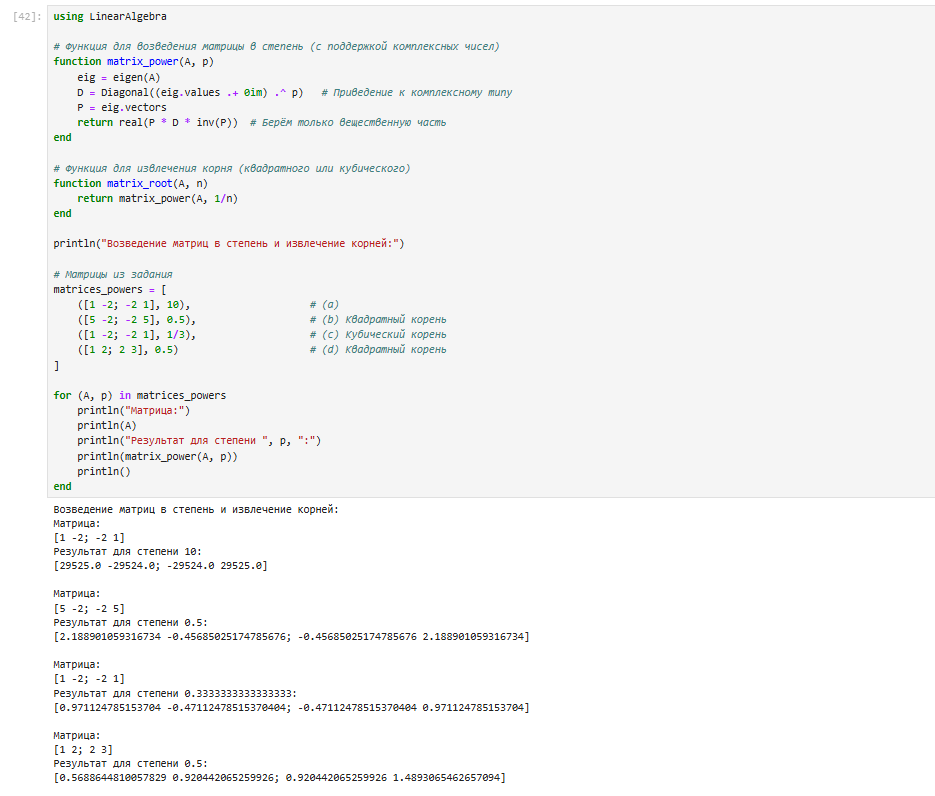 [42]: using LinearAlgebra
# Функция для возведения матрицы в степень (с поддержкой комплексных чисел)
function matrix_power(A, p)
    eig = eigen(A)
    D = Diagonal((eig.values .+ 0im) .^ p)   # Приведение к комплексному типу
    P = eig.vectors
    return real(P * D * inv(P))  # Берём только вещественную часть
end
# Функция для извлечения корня (квадратного или кубического)
function matrix_root(A, n)
    return matrix_power(A, 1/n)
end
println("Возведение матриц в степень и извлечение корней:")
# Матрицы из задания
matrices_powers = [
    ([1 -2; -2 1], 10),                    # (a)
    ([5 -2; -2 5], 0.5),                   # (b) Квадратный корень
    ([1 -2; -2 1], 1/3),                   # (c) Кубический корень
    ([1 2; 2 3], 0.5)                      # (d) Квадратный корень
]
for (A, p) in matrices_powers
    println("Матрица:")
    println(A)
    println("Результат для степени ", p, ":")
    println(matrix_power(A, p))
    println()
end
Возведение матриц в степень и извлечение корней:
Матрица:
[1 -2; -2 1]
Результат для степени 10:
[29525.0 -29524.0; -29524.0 29525.0]
Матрица:
[5 -2; -2 5]
Результат для степени 0.5:
[2.188901059316734 -0.45685025174785676; -0.45685025174785676 2.188901059316734]
Матрица:
[1 -2; -2 1]
Результат для степени 0.3333333333333333:
[0.971124785153704 -0.47112478515370404; -0.47112478515370404 0.971124785153704]
Матрица:
[1 2; 2 3]
Результат для степени 0.5:
[0.5688644810057829 0.920442065259926; 0.920442065259926 1.4893065462657094]